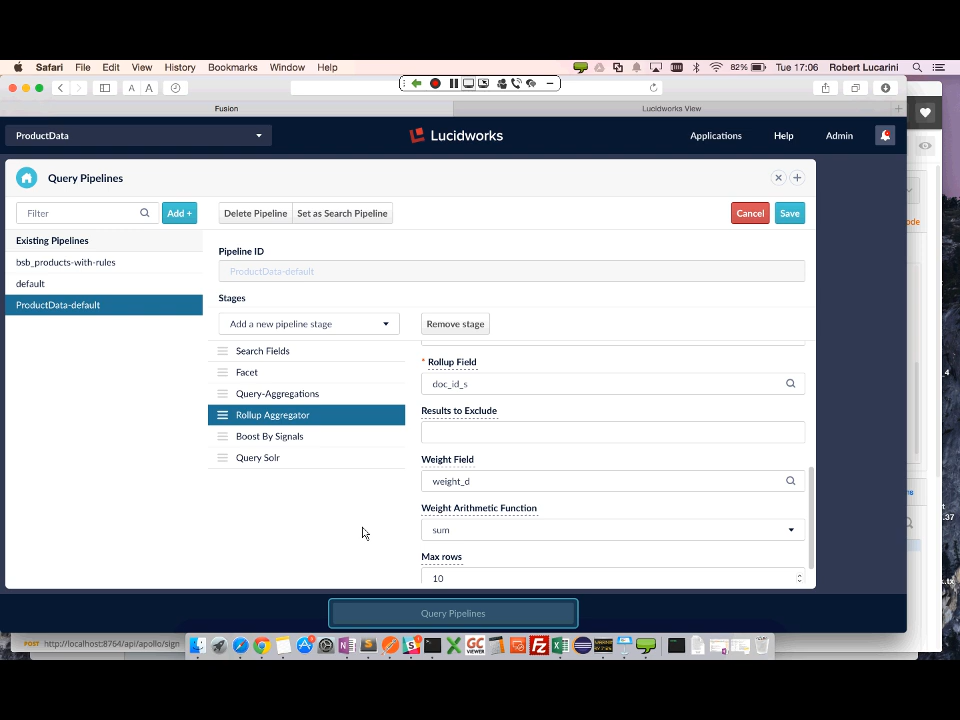 Safari File Edit View History Bookmarks Window Help
82% Tue 17:06 Robert Lucarini
A A
Fusion
Lucidworks View
ProductData
Lucidworks
Applications Help Admin
Query Pipelines
Filter
Add +
Delete Pipeline
Set as Search Pipeline
Cancel
Save
Existing Pipelines
bsb_products-with-rules
default
ProductData-default
Pipeline ID
ProductData-default
Stages
Add a new pipeline stage
Remove stage
Search Fields
Facet
Query-Aggregations
Rollup Aggregator
Boost By Signals
Query Solr
* Rollup Field
doc_id_s
Results to Exclude
Weight Field
weight_d
Weight Arithmetic Function
sum
Max rows
10
Query Pipelines
POST http://localhost:8764/api/apollo/sign
ode
_4
.37